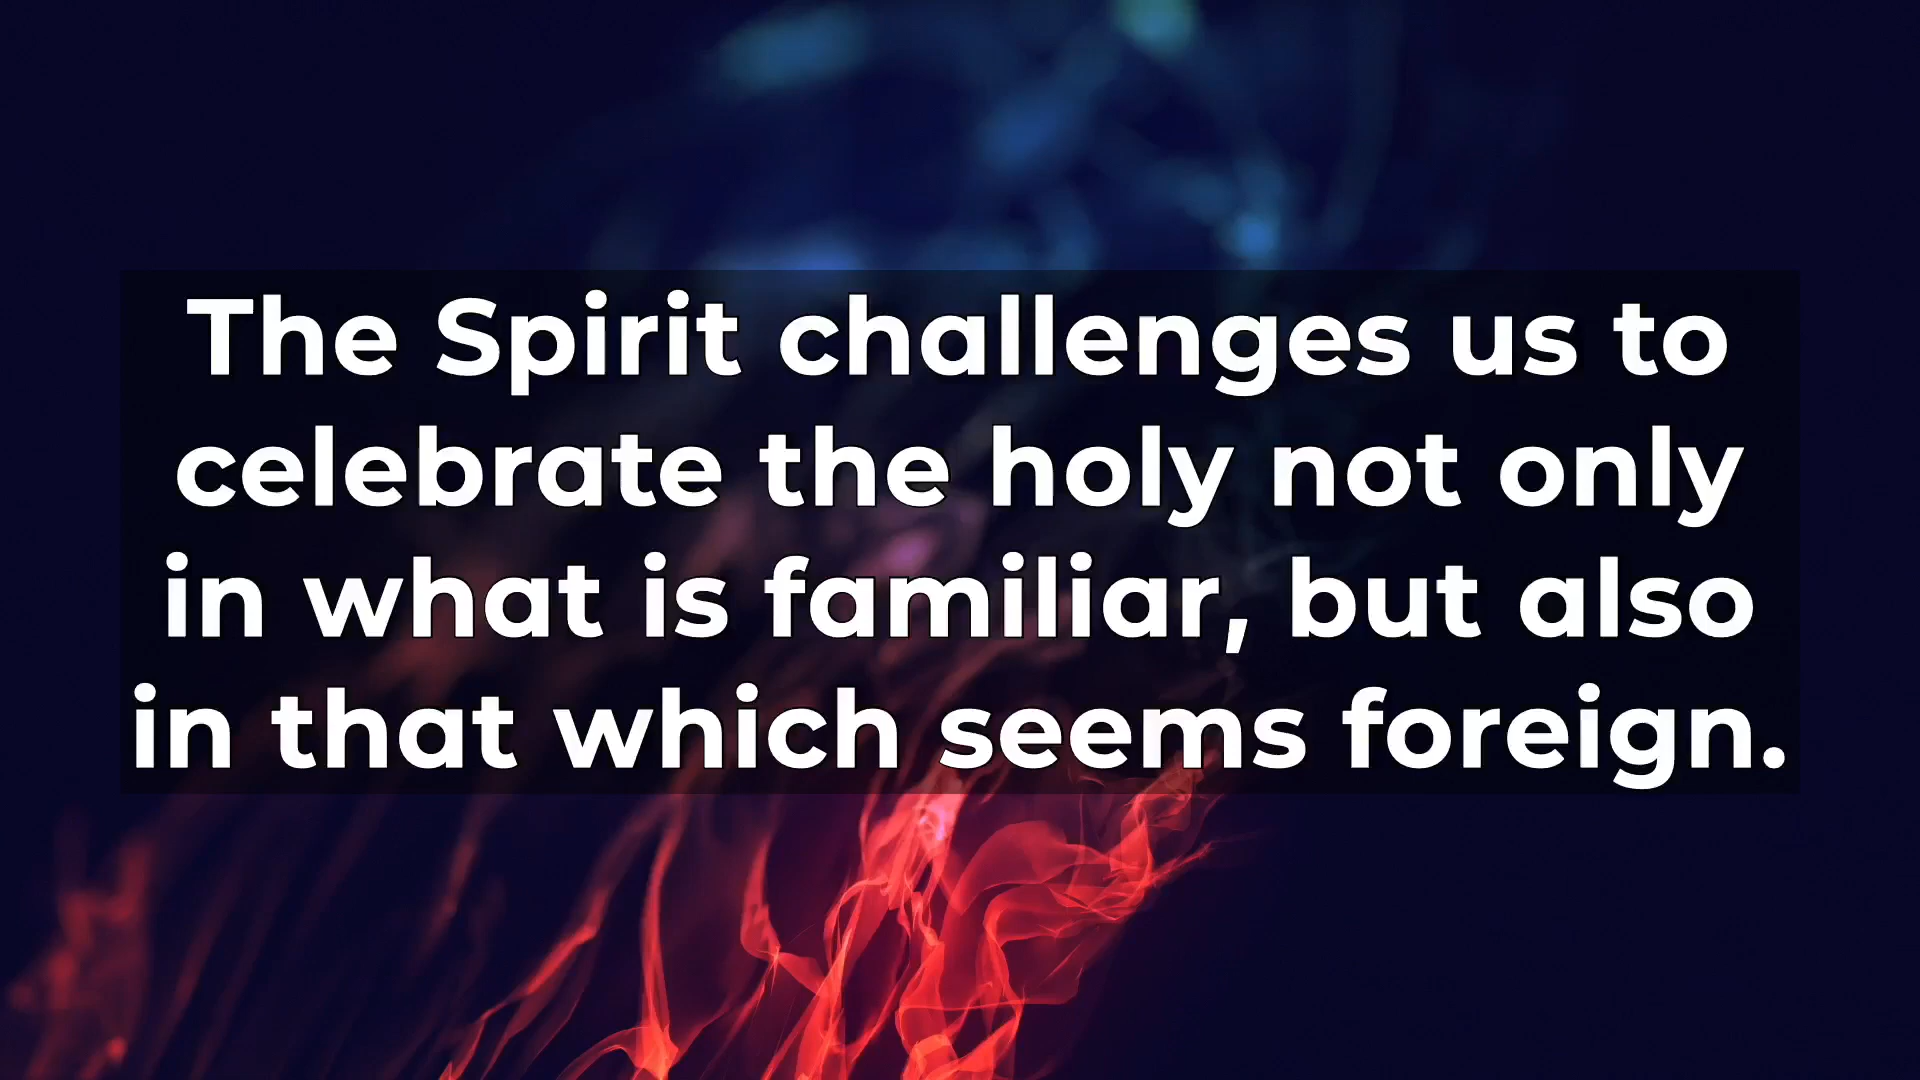 The Spirit challenges us to
celebrate the holy not only
in what is familiar, but also
in that which seems foreign.